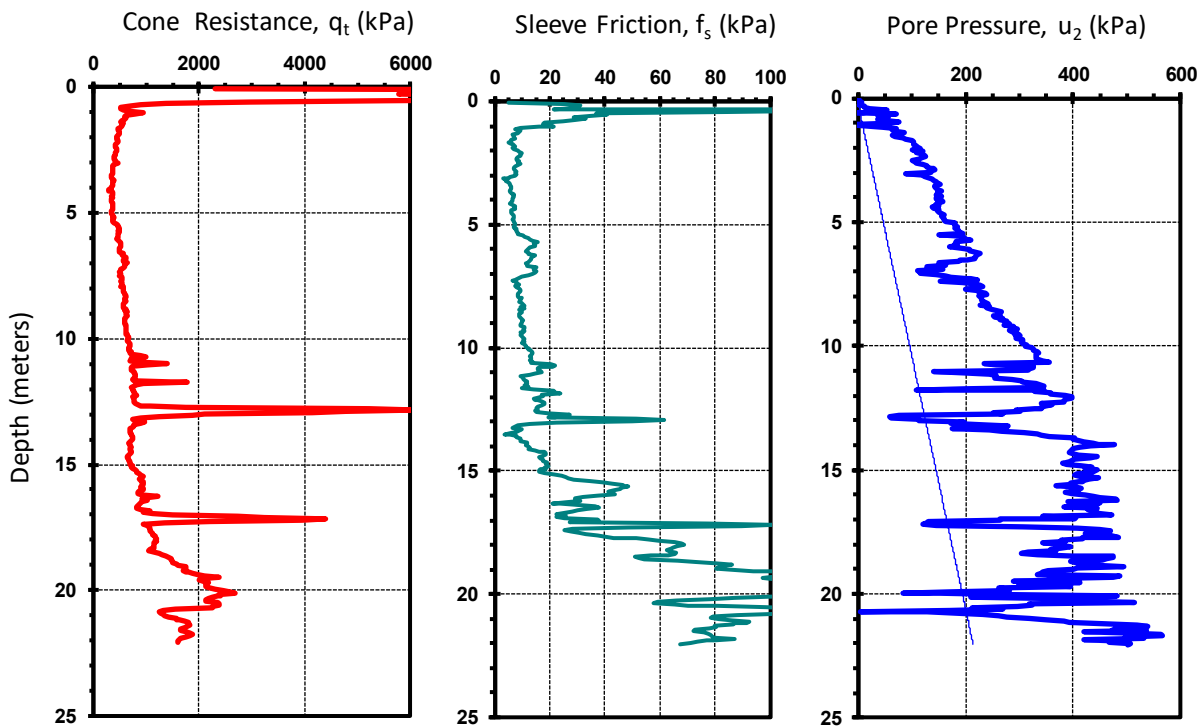 Cone Resistance, qt (kPa)
0 2000 4000 6000
0
5
10
15
20
25
Depth (meters)
Sleeve Friction, fs (kPa)
0 20 40 60 80 100
0
5
10
15
20
25
Pore Pressure, u2 (kPa)
0 200 400 600
0
5
10
15
20
25